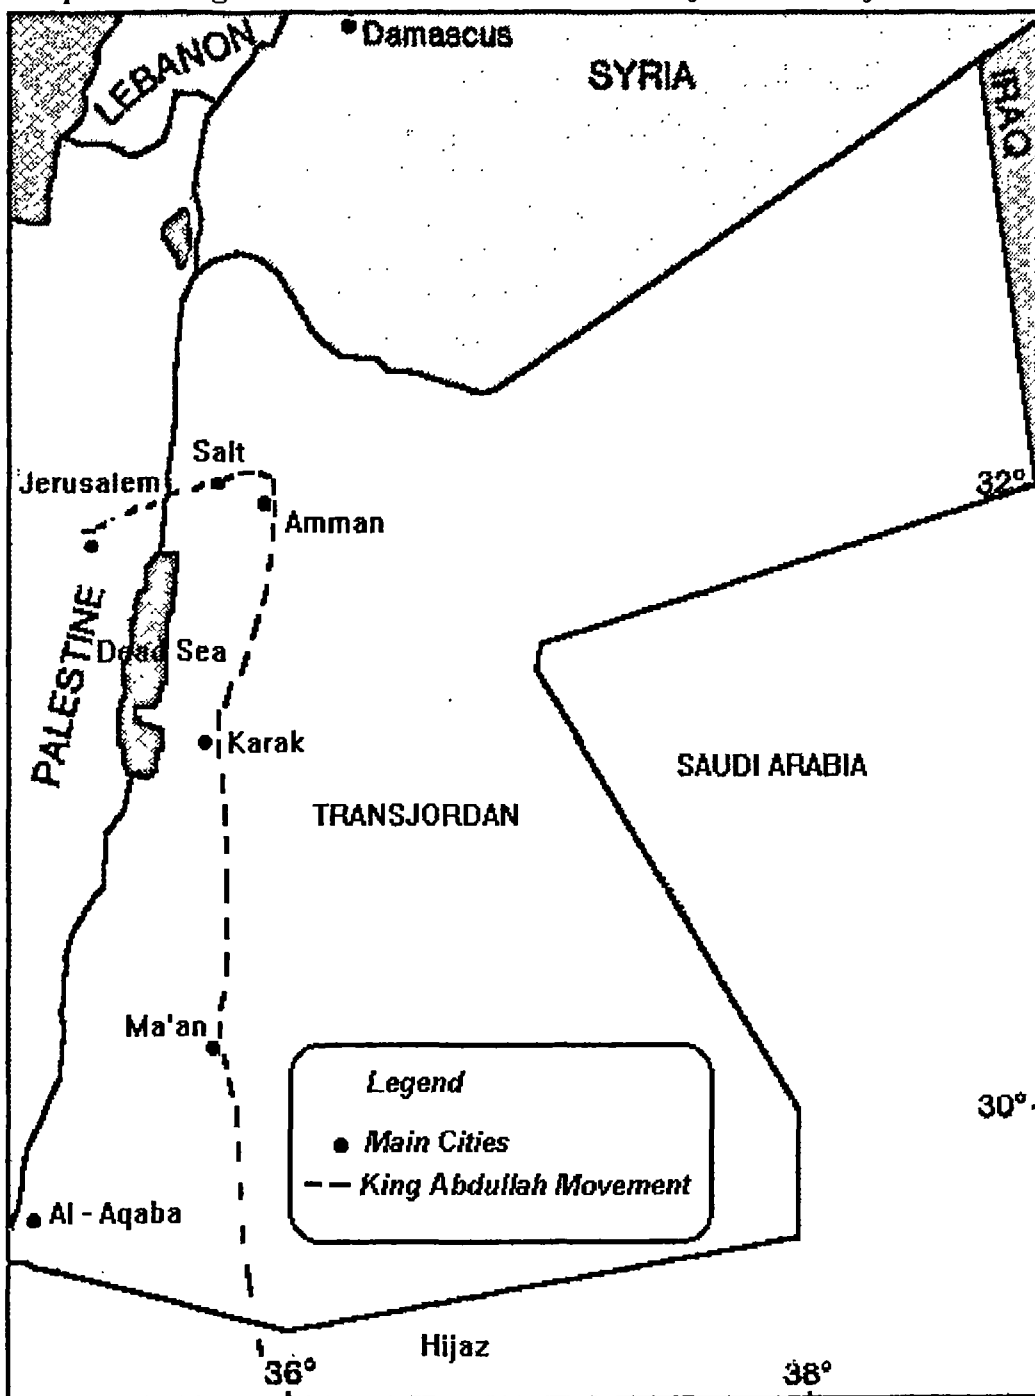 Damascus
LEBANON
SYRIA
IRAQ
Salt
Jerusalem
32°
Amman
PALESTINE
Dead Sea
Karak
SAUDI ARABIA
TRANSJORDAN
Ma'an
Legend
Main Cities
King Abdullah Movement
30°
Al - Aqaba
Hijaz
36°
38°